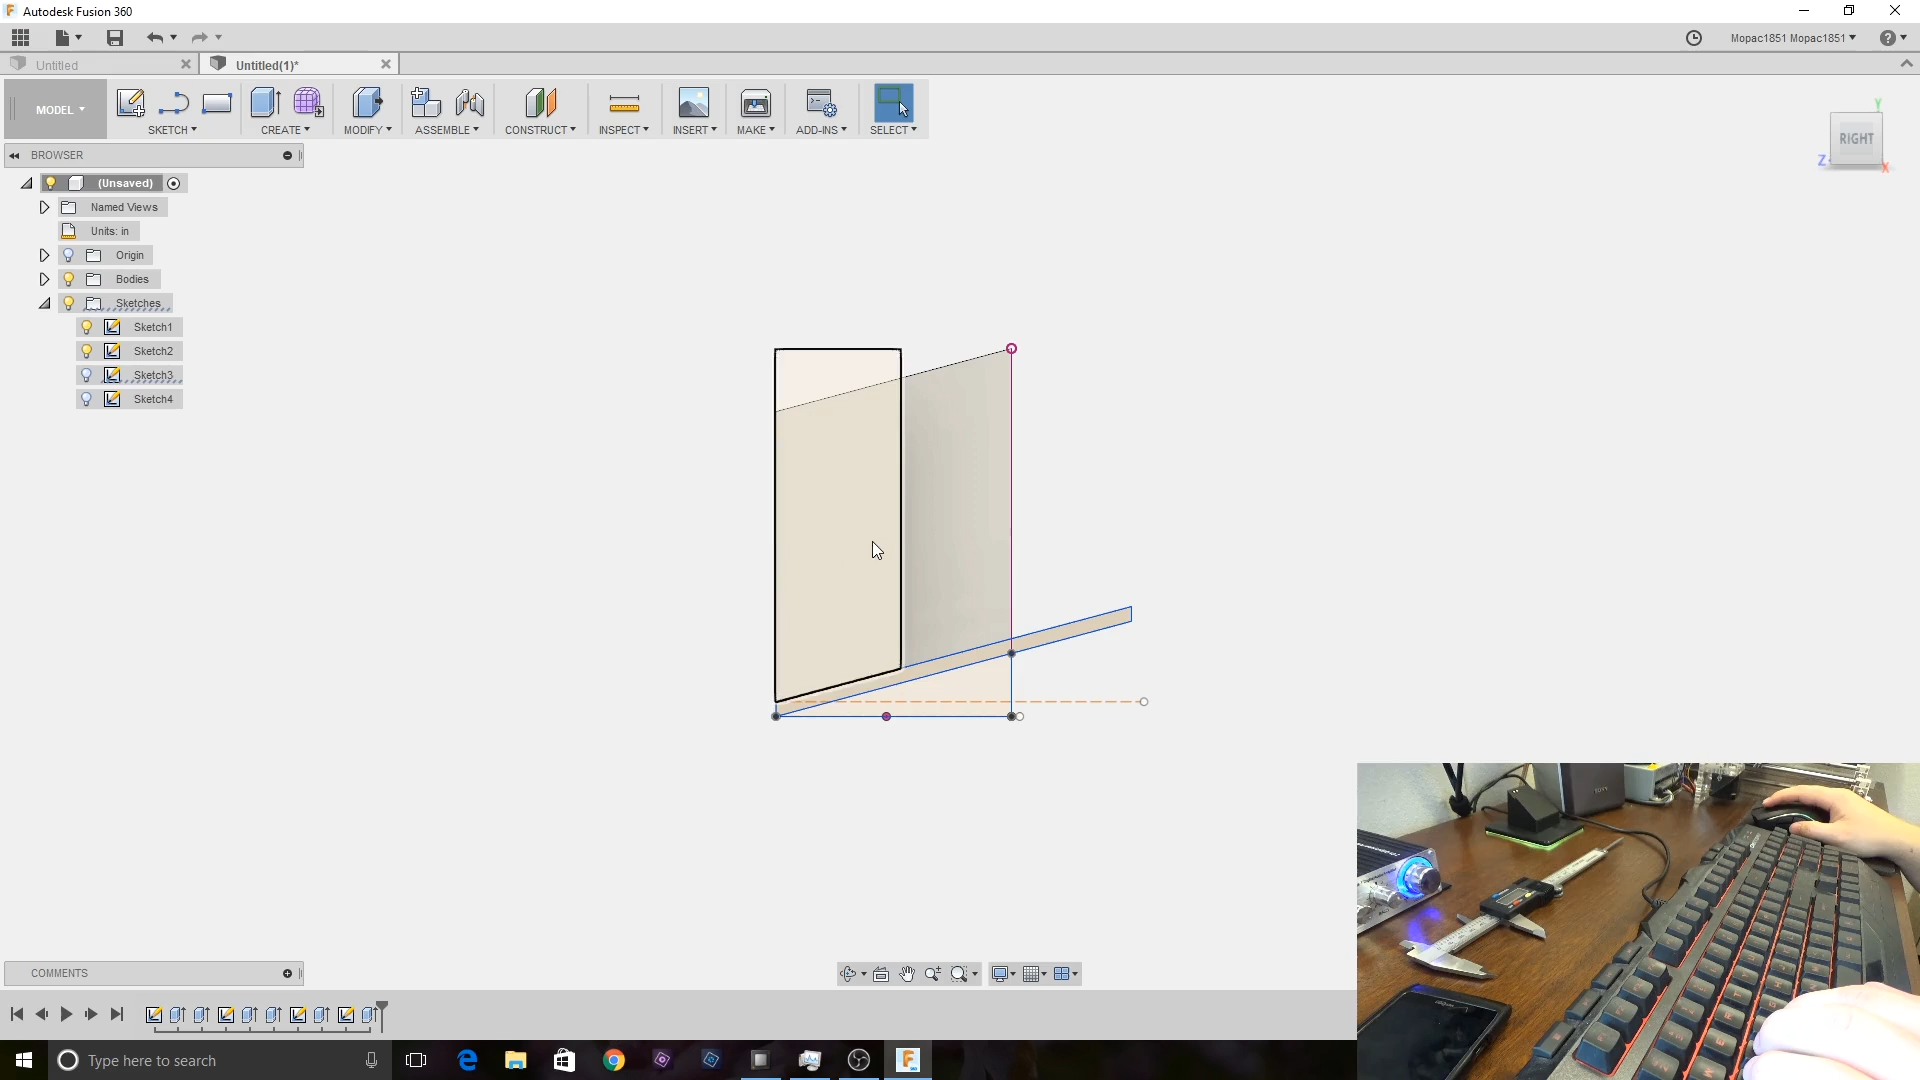 Autodesk Fusion 360
Mopac1851 Mopac1851
Untitled
Untitled(1)*
MODEL
SKETCH
CREATE
MODIFY
ASSEMBLE
CONSTRUCT
INSPECT
INSERT
MAKE
ADD-INS
SELECT
BROWSER
(Unsaved)
Named Views
Units: in
Origin
Bodies
Sketches
Sketch1
Sketch2
Sketch3
Sketch4
Y
RIGHT
Z
X
COMMENTS
Type here to search